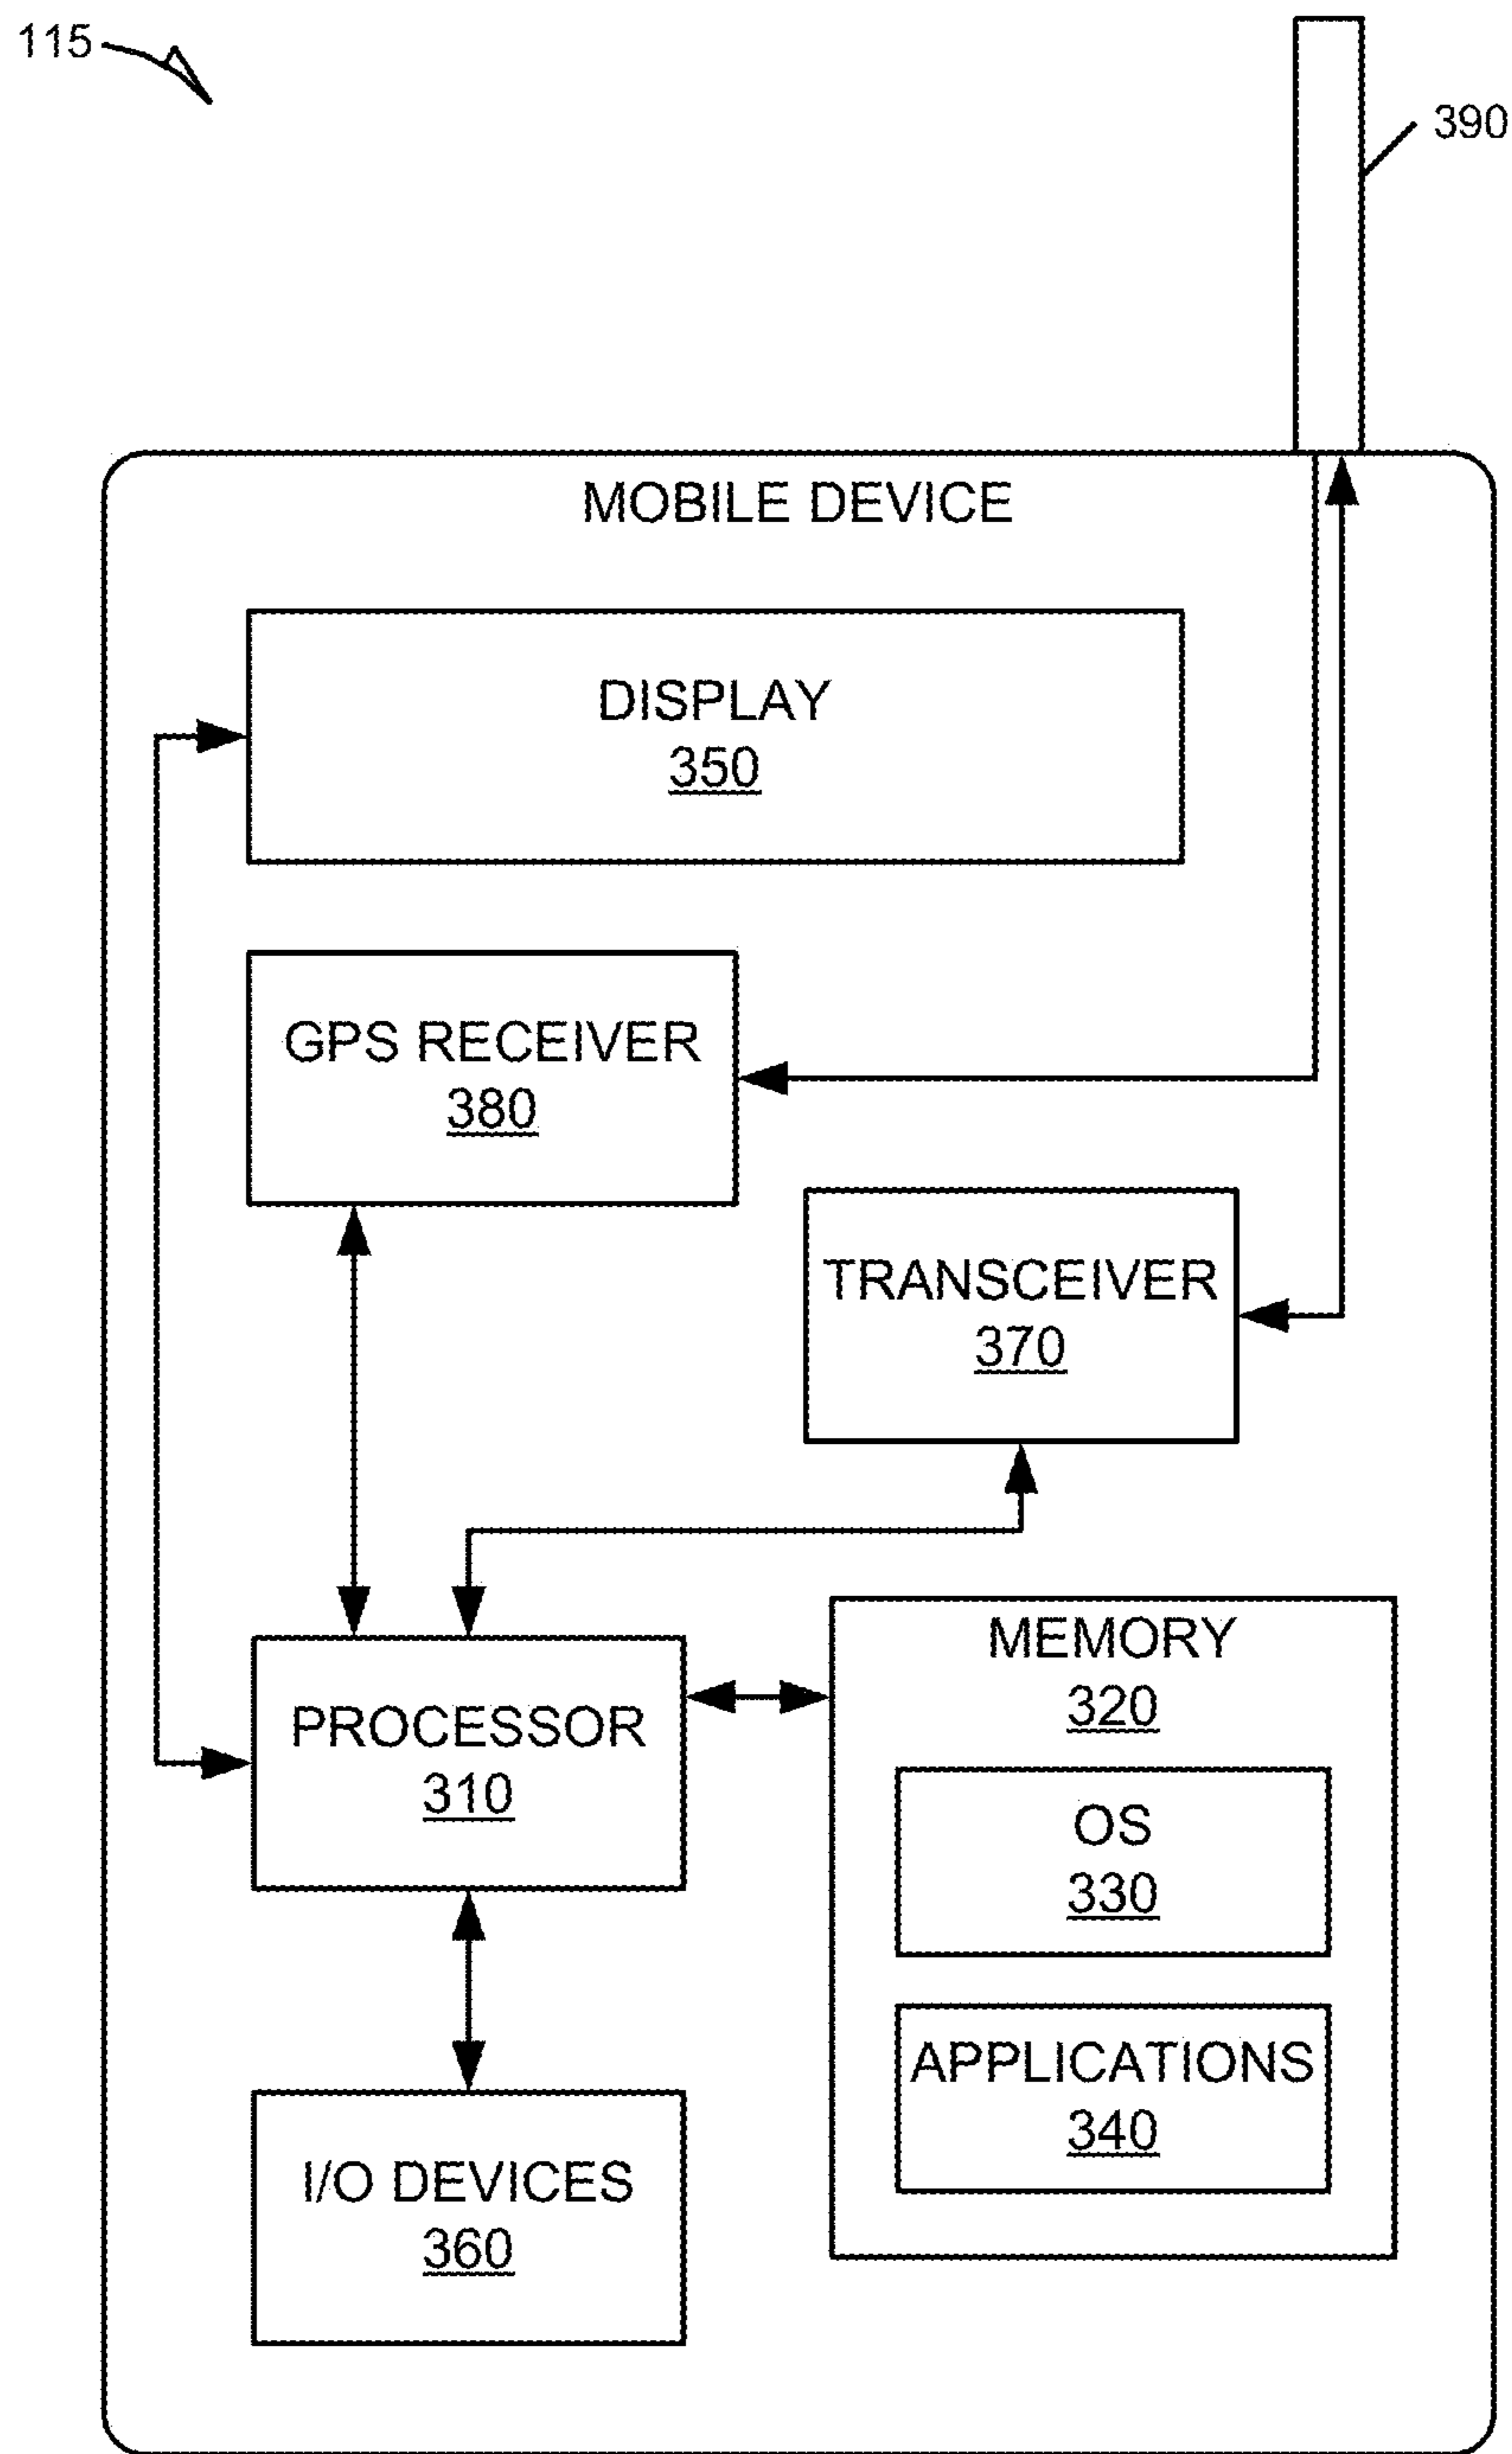 115
390
MOBILE DEVICE
DISPLAY
350
GPS RECEIVER
380
TRANSCEIVER
370
PROCESSOR
310
MEMORY
320
OS
330
APPLICATIONS
340
I/O DEVICES
360